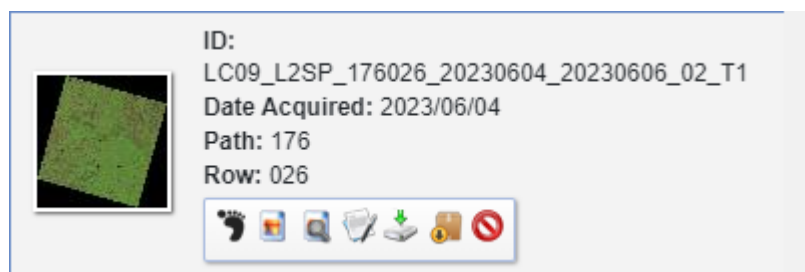 ID:
LC09_L2SP_176026_20230604_20230606_02_T1
Date Acquired: 2023/06/04
Path: 176
Row: 026